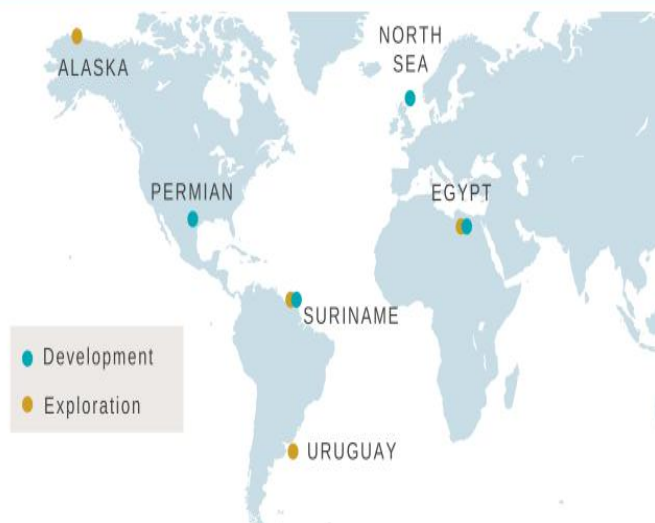 NORTH
SEA
ALASKA
PERMIAN
EGYPT
SURINAME
Development
Exploration
URUGUAY